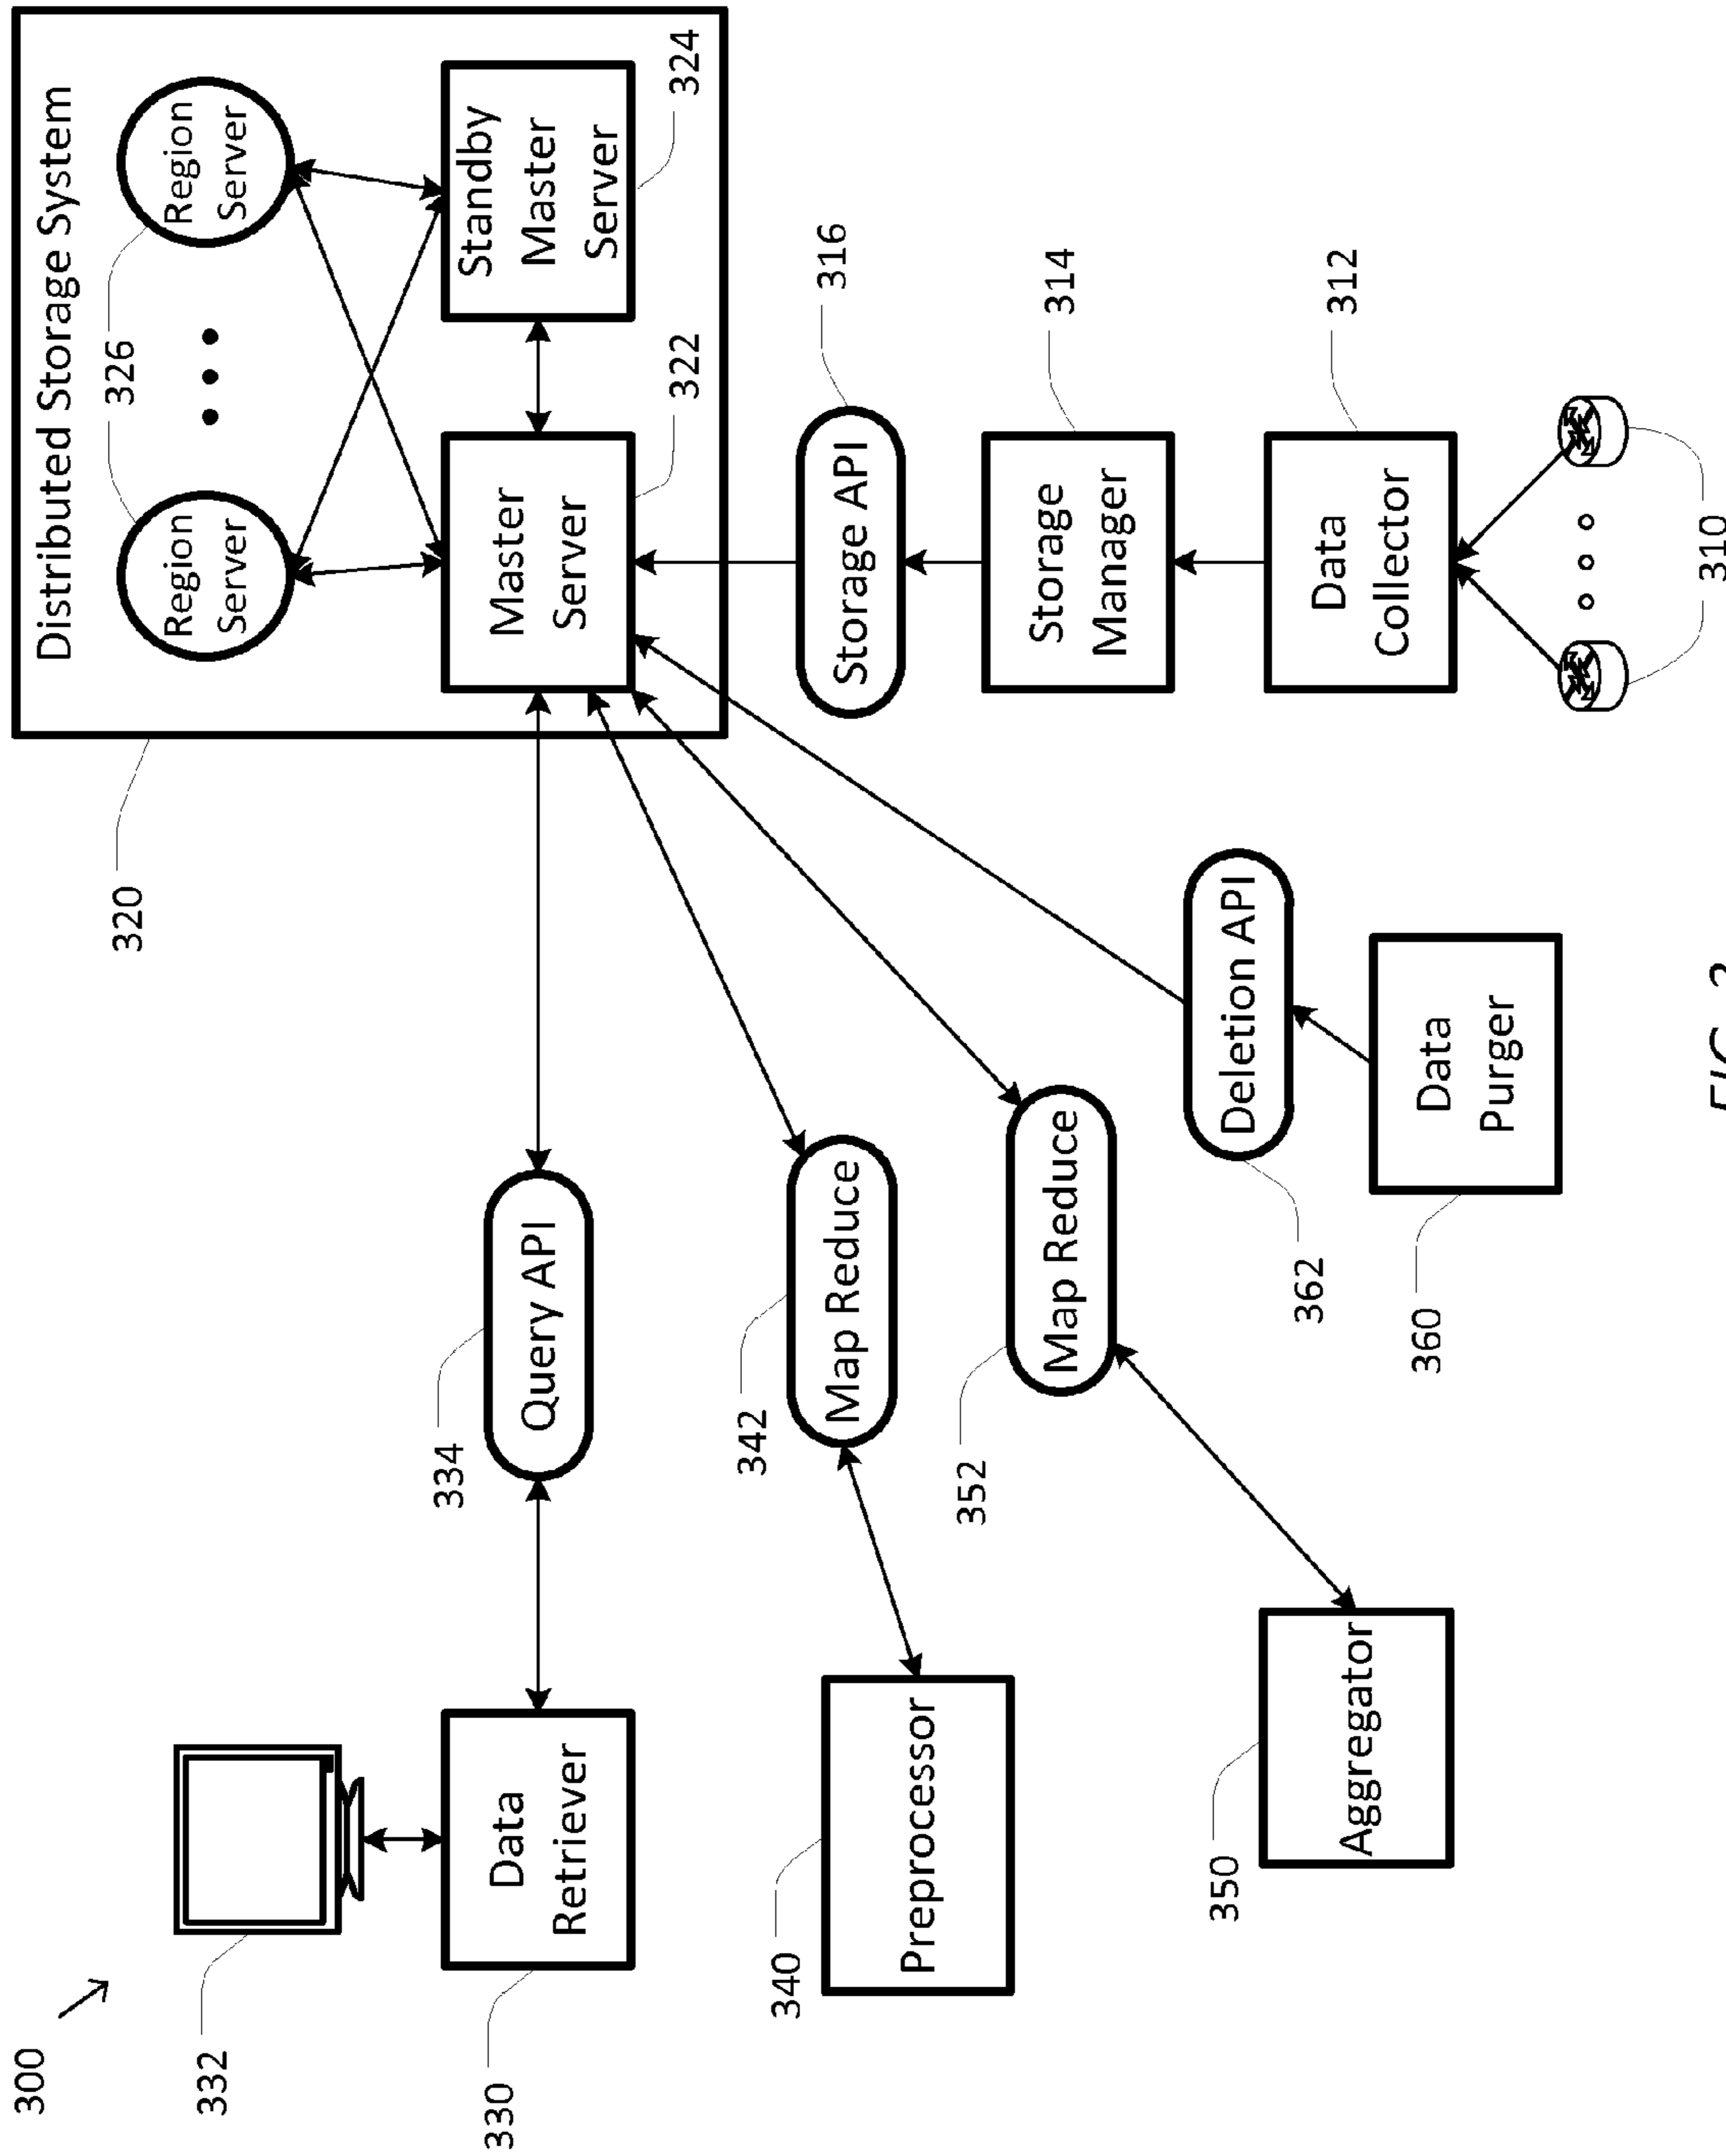 300
332
330
Data
Retriever
334
Query API
320
Distributed Storage System
326
Region
Server
Region
Server
Master
Server
322
Standby
Master
Server
324
340
Preprocessor
342
Map Reduce
350
Aggregator
352
Map Reduce
362
Deletion API
360
Data
Purger
Storage API
316
Storage
Manager
314
Data
Collector
312
310